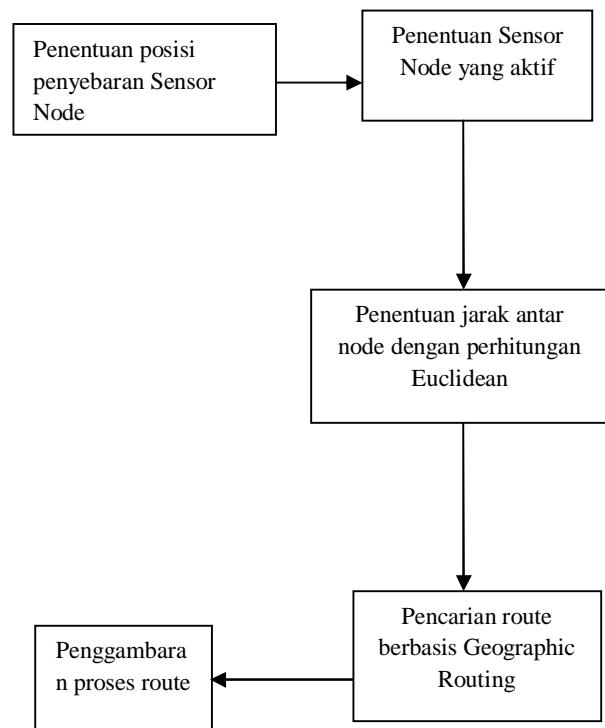 Penentuan posisi
penyebaran Sensor
Node
Penentuan Sensor
Node yang aktif
Penentuan jarak antar
node dengan perhitungan
Euclidean
Pencarian route
berbasis Geographic
Routing
Penggambara
n proses route